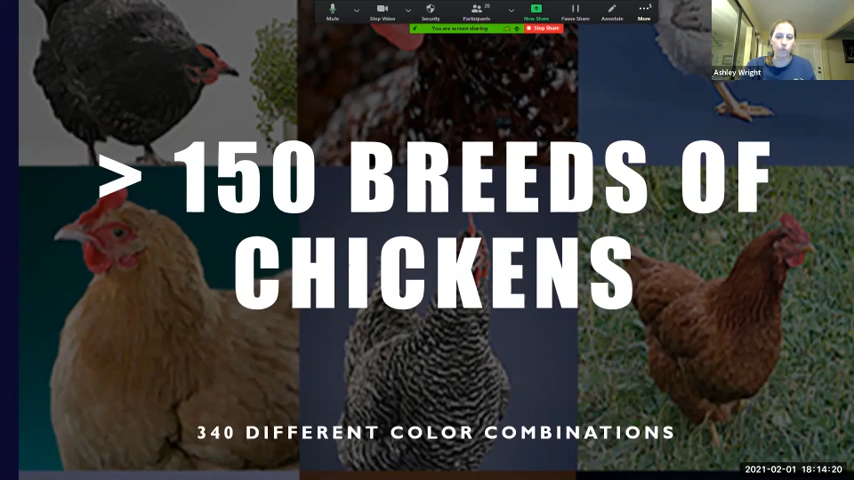 Mute
Stop Video
Security
Participants
New Share
Pause Share
Annotate
More
You are screen sharing
Stop Share
Ashley Wright
> 150 BREEDS OF
CHICKENS
340 DIFFERENT COLOR COMBINATIONS
2021-02-01 18:14:20